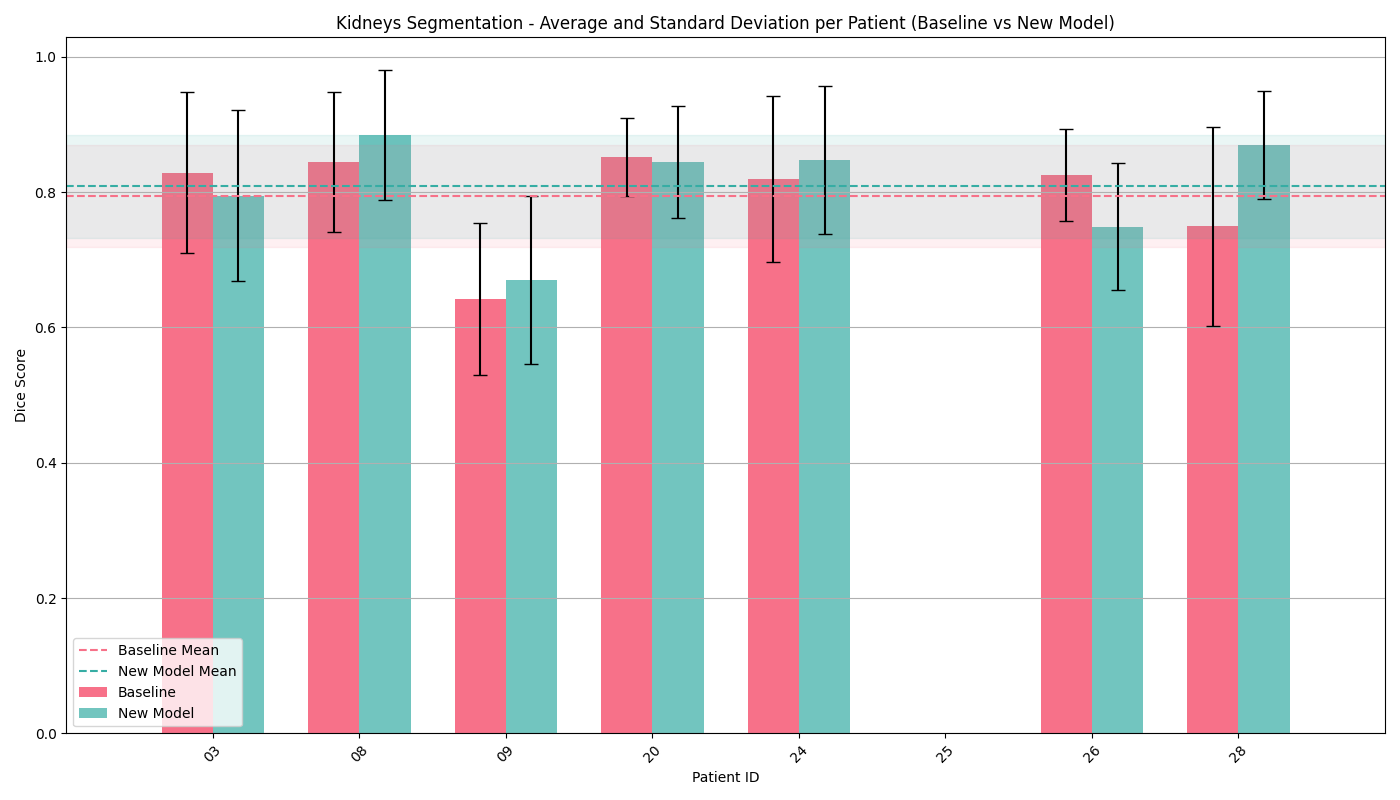 Kidneys Segmentation - Average and Standard Deviation per Patient (Baseline vs New Model)
1.0
0.8
0.6
0.4
0.2
0.0
Dice Score
Baseline Mean
New Model Mean
Baseline
New Model
03
08
09
20
24
25
26
28
Patient ID